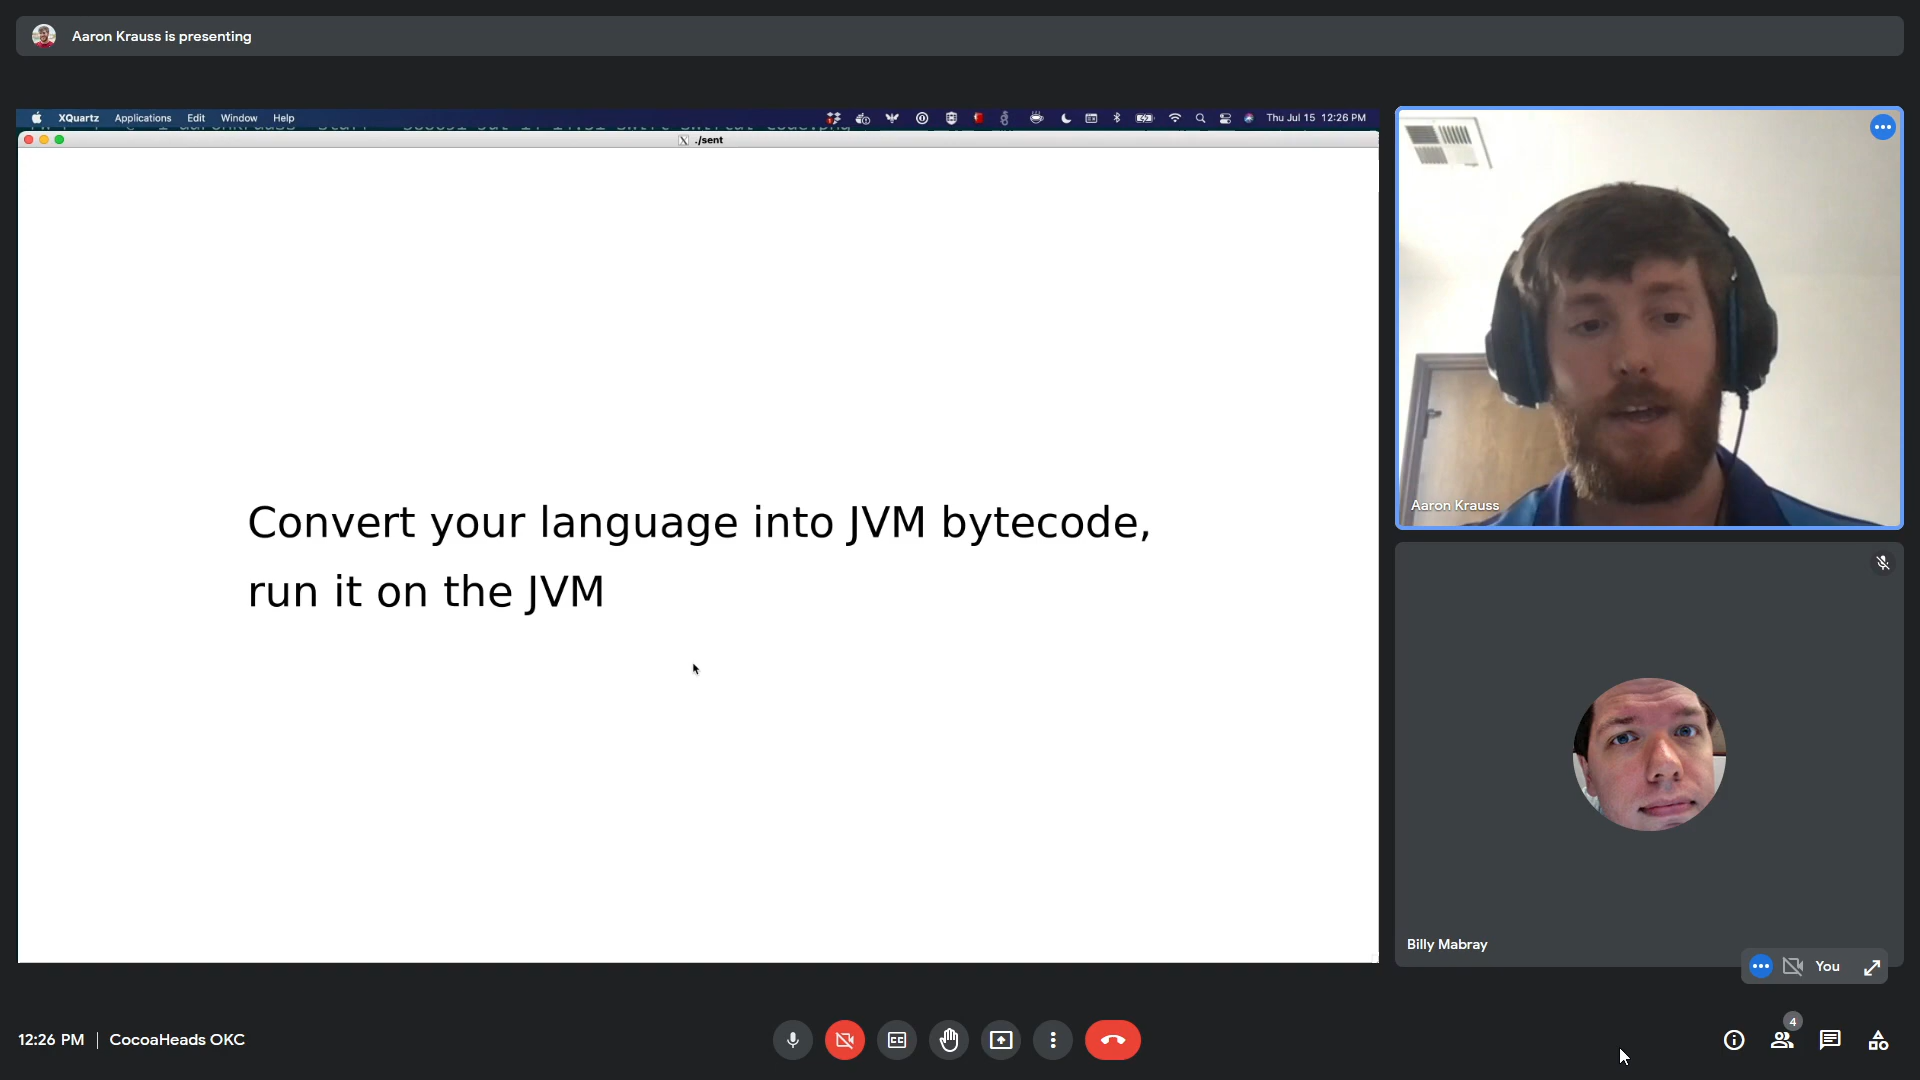 Aaron Krauss is presenting
XQuartz Applications Edit Window Help
Thu Jul 15 12:26 PM
./sent
Convert your language into JVM bytecode,
run it on the JVM
Aaron Krauss
Billy Mabray
You
12:26 PM | CocoaHeads OKC
4